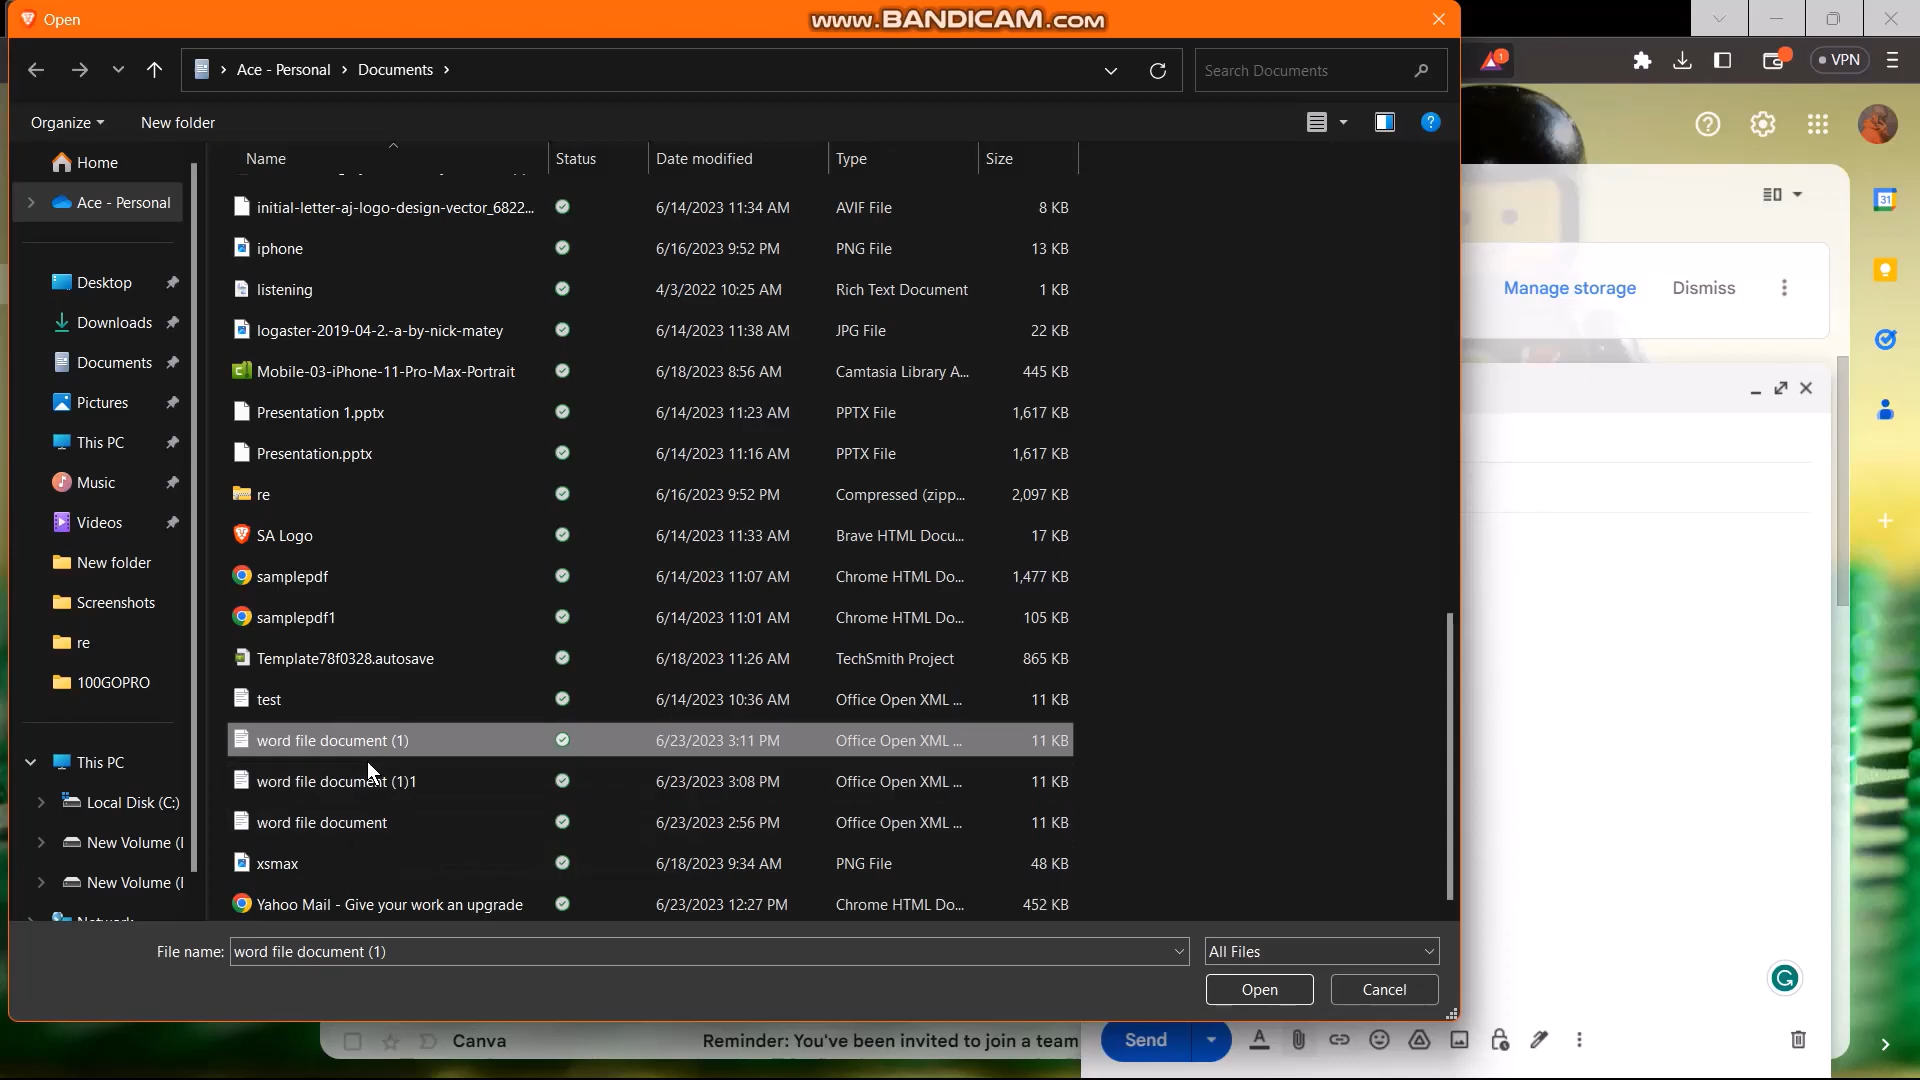 Open
www.BANDICAM.com
Ace - Personal > Documents >
Search Documents
1
VPN
Organize
New folder
Name
Status
Date modified
Type
Size
Home
Ace - Personal
Desktop
Downloads
Documents
Pictures
This PC
Music
Videos
New folder
Screenshots
re
100GOPRO
This PC
Local Disk (C:)
New Volume (
New Volume (
initial-letter-aj-logo-design-vector_6822... 6/14/2023 11:34 AM AVIF File 8 KB
iphone 6/16/2023 9:52 PM PNG File 13 KB
listening 4/3/2022 10:25 AM Rich Text Document 1 KB
logaster-2019-04-2.-a-by-nick-matey 6/14/2023 11:38 AM JPG File 22 KB
Mobile-03-iPhone-11-Pro-Max-Portrait 6/18/2023 8:56 AM Camtasia Library A... 445 KB
Presentation 1.pptx 6/14/2023 11:23 AM PPTX File 1,617 KB
Presentation.pptx 6/14/2023 11:16 AM PPTX File 1,617 KB
re 6/16/2023 9:52 PM Compressed (zipp... 2,097 KB
SA Logo 6/14/2023 11:33 AM Brave HTML Docu... 17 KB
samplepdf 6/14/2023 11:07 AM Chrome HTML Do... 1,477 KB
samplepdf1 6/14/2023 11:01 AM Chrome HTML Do... 105 KB
Template78f0328.autosave 6/18/2023 11:26 AM TechSmith Project 865 KB
test 6/14/2023 10:36 AM Office Open XML ... 11 KB
word file document (1) 6/23/2023 3:11 PM Office Open XML ... 11 KB
word file document (1)1 6/23/2023 3:08 PM Office Open XML ... 11 KB
word file document 6/23/2023 2:56 PM Office Open XML ... 11 KB
xsmax 6/18/2023 9:34 AM PNG File 48 KB
Yahoo Mail - Give your work an upgrade 6/23/2023 12:27 PM Chrome HTML Do... 452 KB
File name: word file document (1)
All Files
Open
Cancel
Manage storage
Dismiss
31
Canva
Reminder: You've been invited to join a team
Send